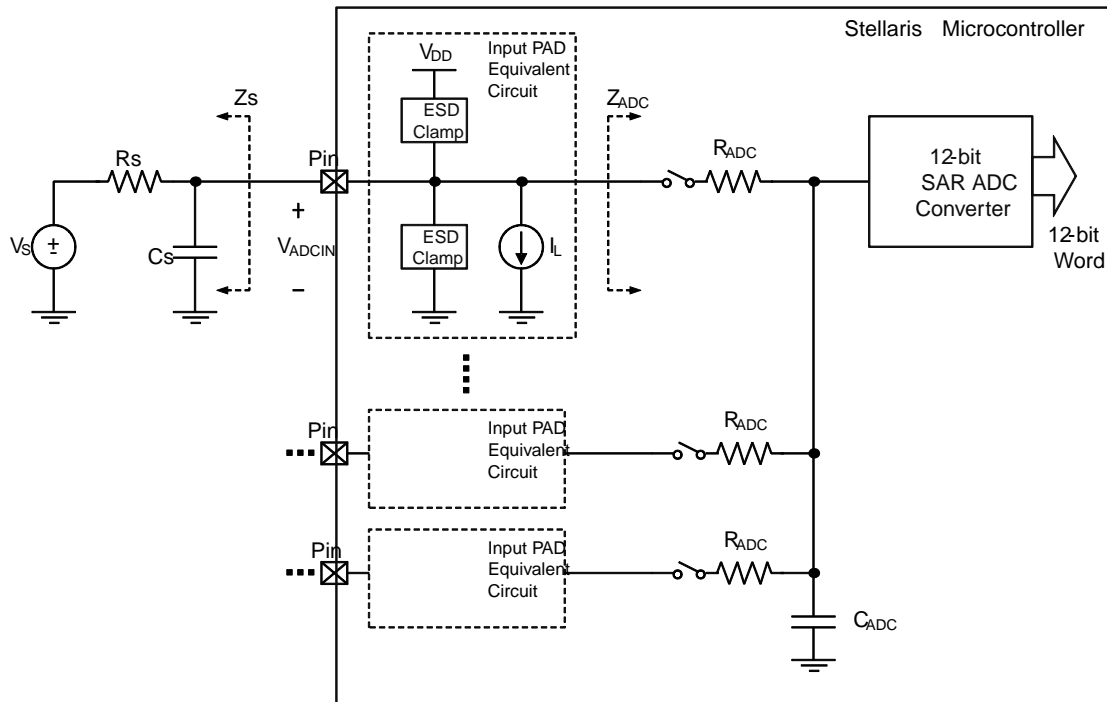 Stellaris Microcontroller
Input PAD
Equivalent
Circuit
VDD
ESD
Clamp
Zs
ZADC
Rs
Pin
RADC
12-bit
SAR ADC
Converter
+
VADCIN
−
VS
±
Cs
ESD
Clamp
IL
12-bit
Word
Pin
Input PAD
Equivalent
Circuit
RADC
Pin
Input PAD
Equivalent
Circuit
RADC
CADC